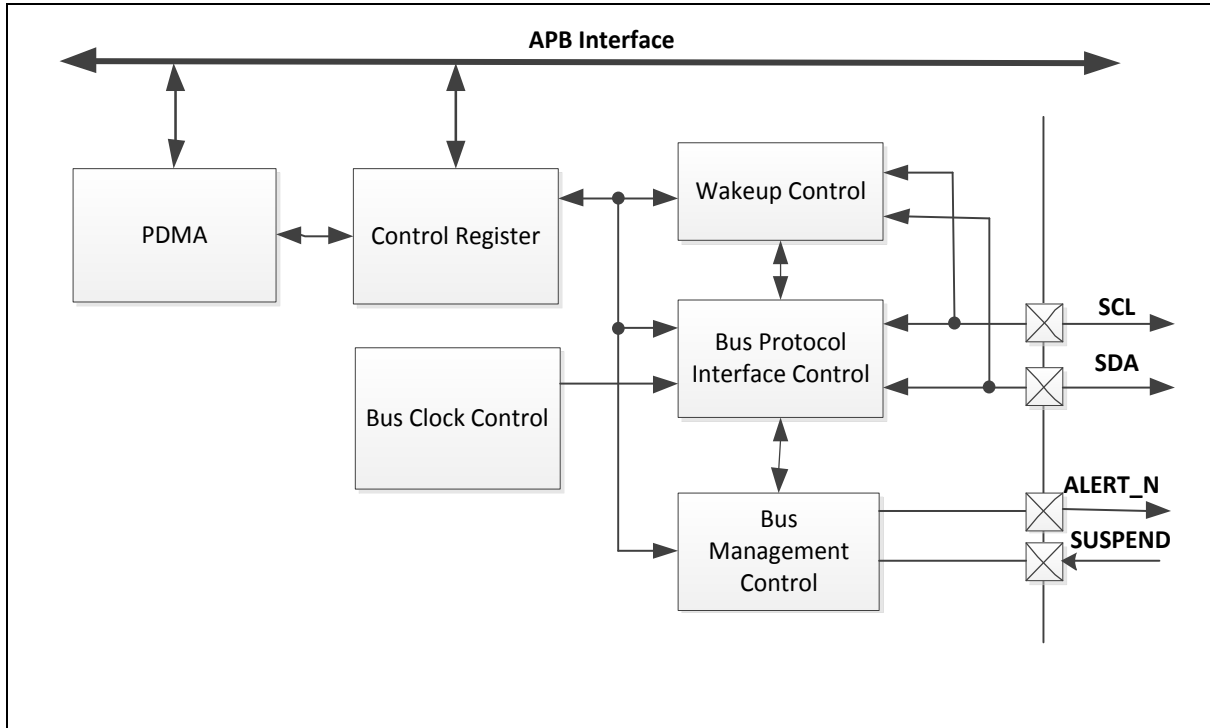 APB Interface
PDMA
Control Register
Wakeup Control
Bus Protocol
Interface Control
Bus Clock Control
Bus
Management
Control
SCL
SDA
ALERT_N
SUSPEND